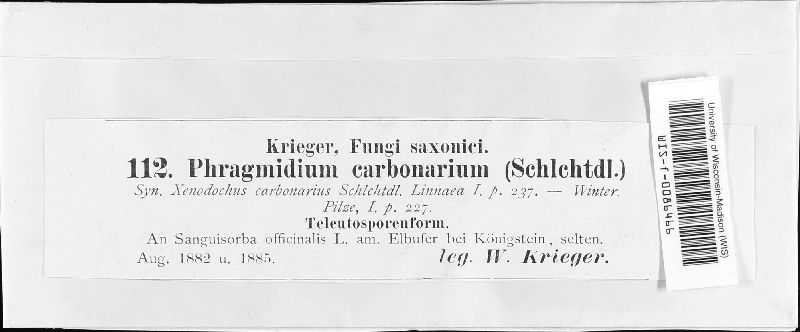 Krieger, Fungi saxonici.
112. Phragmidium carbonarium (Schlchtdl.)
Syn. Xenodochus carbonarius Schlchtdl. Linnaea I. p. 237. — Winter.
Pilze, I. p. 227.
Teleutosporenform.
An Sanguisorba officinalis L. am. Elbufer bei Königstein, selten.
Aug. 1882 u. 1885.
leg. W. Krieger.
University of Wisconsin-Madison (WIS)
WIS-f-0086466